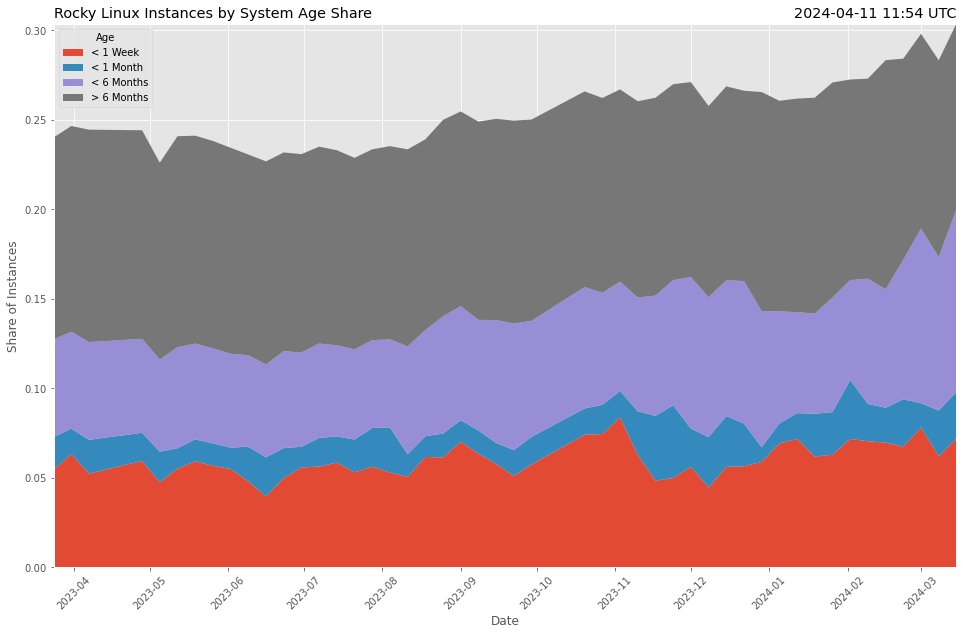 Rocky Linux Instances by System Age Share
2024-04-11 11:54 UTC
Age
< 1 Week
< 1 Month
< 6 Months
> 6 Months
0.30
0.25
0.20
0.15
0.10
0.05
0.00
Share of Instances
2023-04
2023-05
2023-06
2023-07
2023-08
2023-09
2023-10
2023-11
2023-12
2024-01
2024-02
2024-03
Date